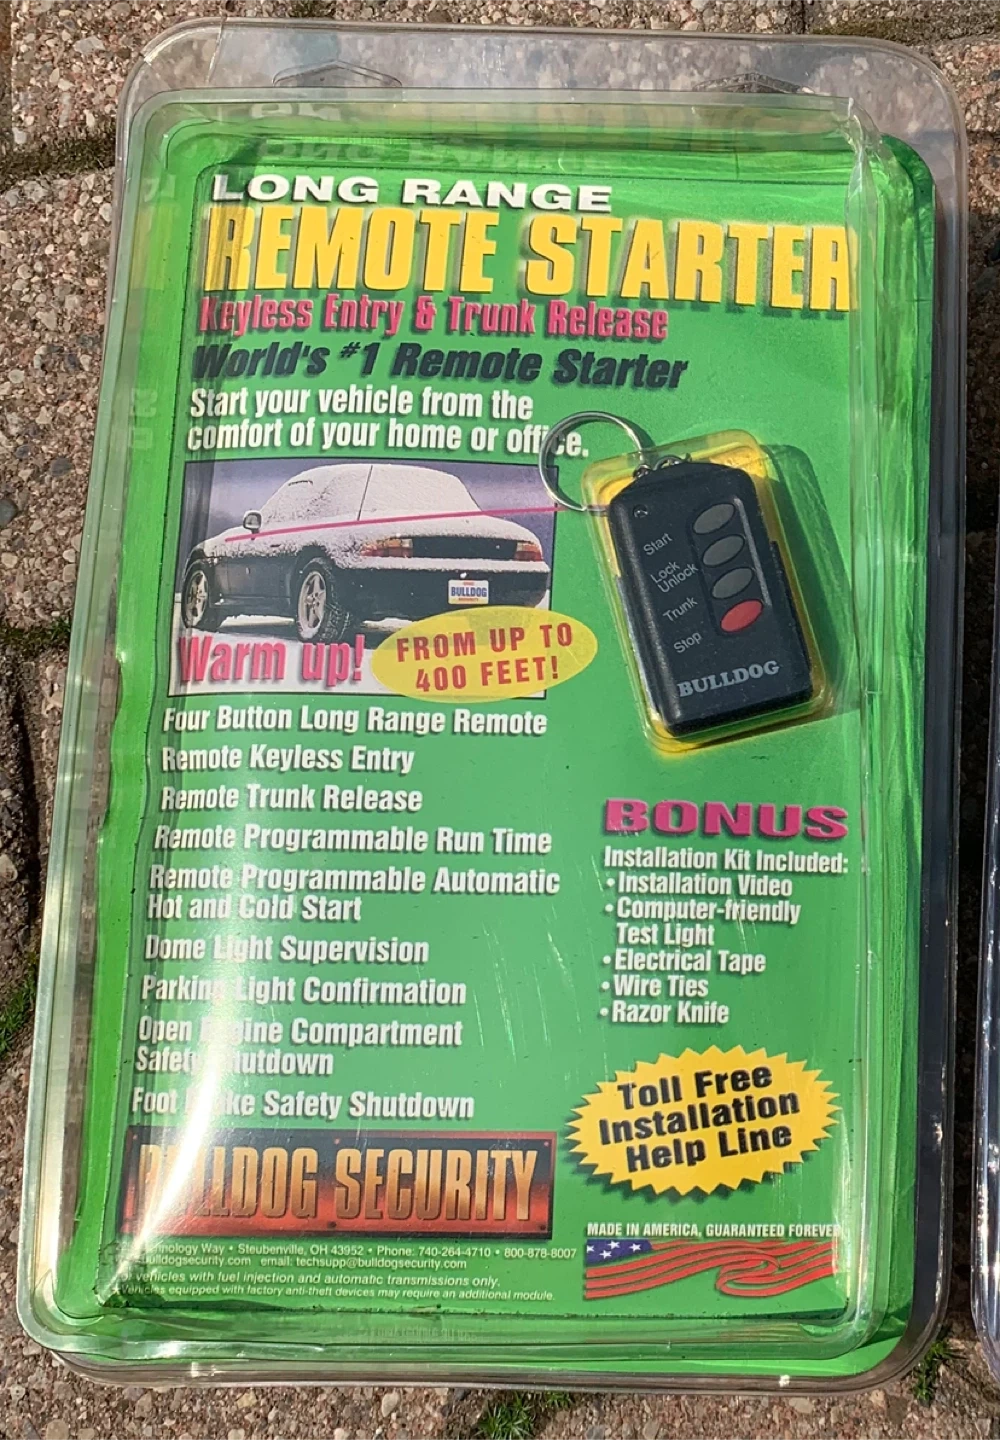 LONG RANGE
REMOTE STARTER
Keyless Entry & Trunk Release
World's #1 Remote Starter
Start your vehicle from the
comfort of your home or office.
BULLDOG
Warm up!
FROM UP TO
400 FEET!
Start
Lock
Unlock
Trunk
Stop
BULLDOG
Four Button Long Range Remote
Remote Keyless Entry
Remote Trunk Release
Remote Programmable Run Time
Remote Programmable Automatic
Hot and Cold Start
Dome Light Supervision
Parking Light Confirmation
Open Engine Compartment
Safety Shutdown
Foot Brake Safety Shutdown
BONUS
Installation Kit Included:
• Installation Video
• Computer-friendly
Test Light
• Electrical Tape
• Wire Ties
• Razor Knife
Toll Free
Installation
Help Line
BULLDOG SECURITY
MADE IN AMERICA, GUARANTEED FOREVER
Way • Steubenville, OH 43952 • Phone: 740-264-4710 • 800-878-8007
bulldogsecurity.com email: techsupp@bulldogsecurity.com
vehicles with fuel injection and automatic transmissions only.
Vehicles equipped with factory anti-theft devices may require an additional module.